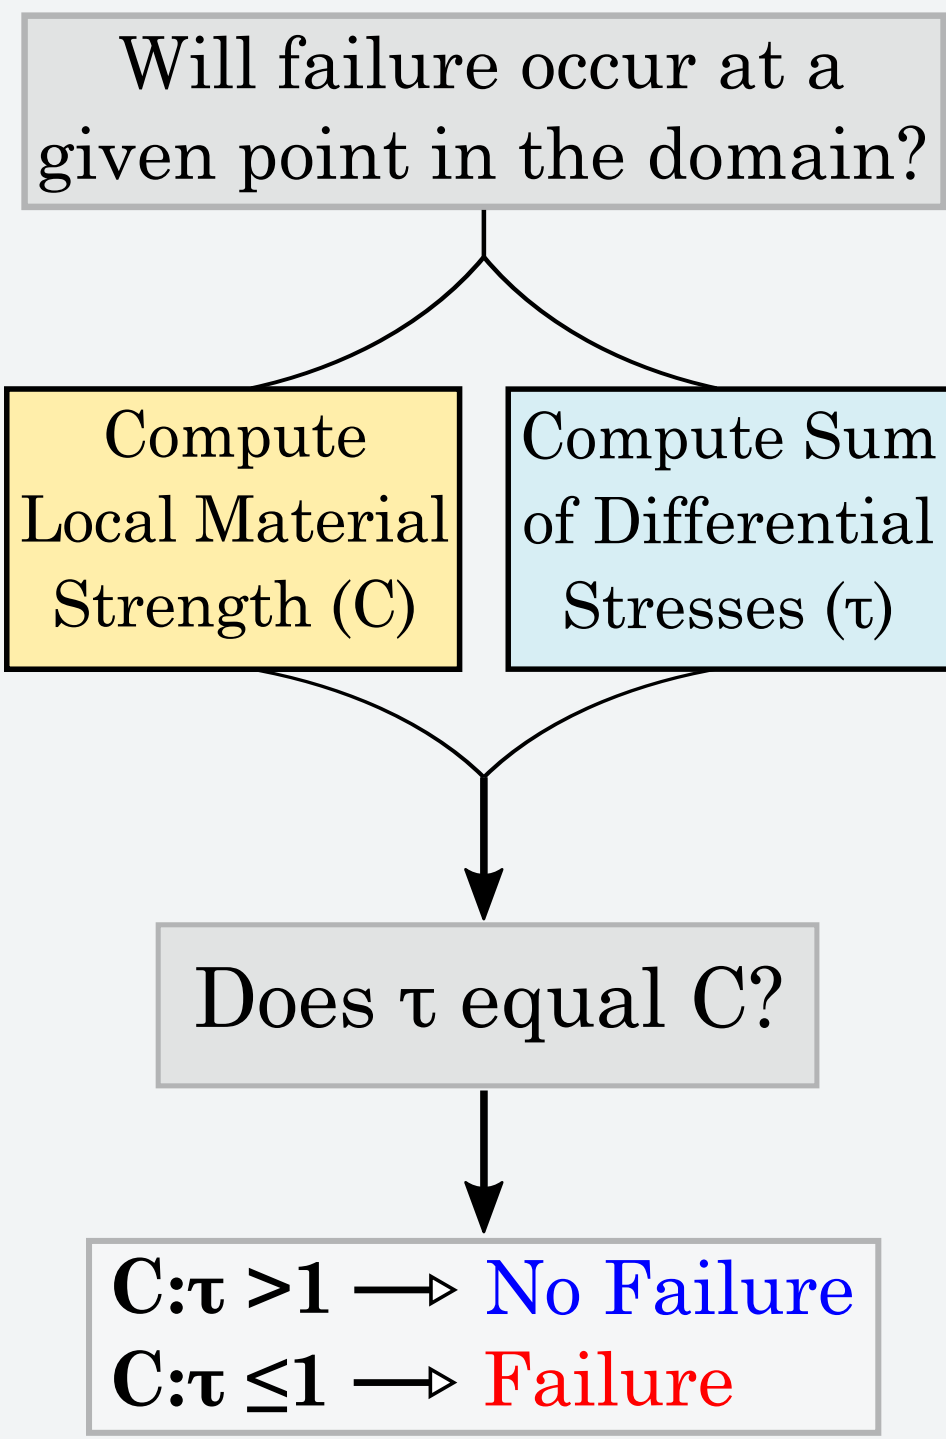 Will failure occur at a
given point in the domain?
Compute
Local Material
Strength (C)
Compute Sum
of Differential
Stresses (τ)
Does τ equal C?
C:τ >1 No Failure
C:τ ≤1 Failure